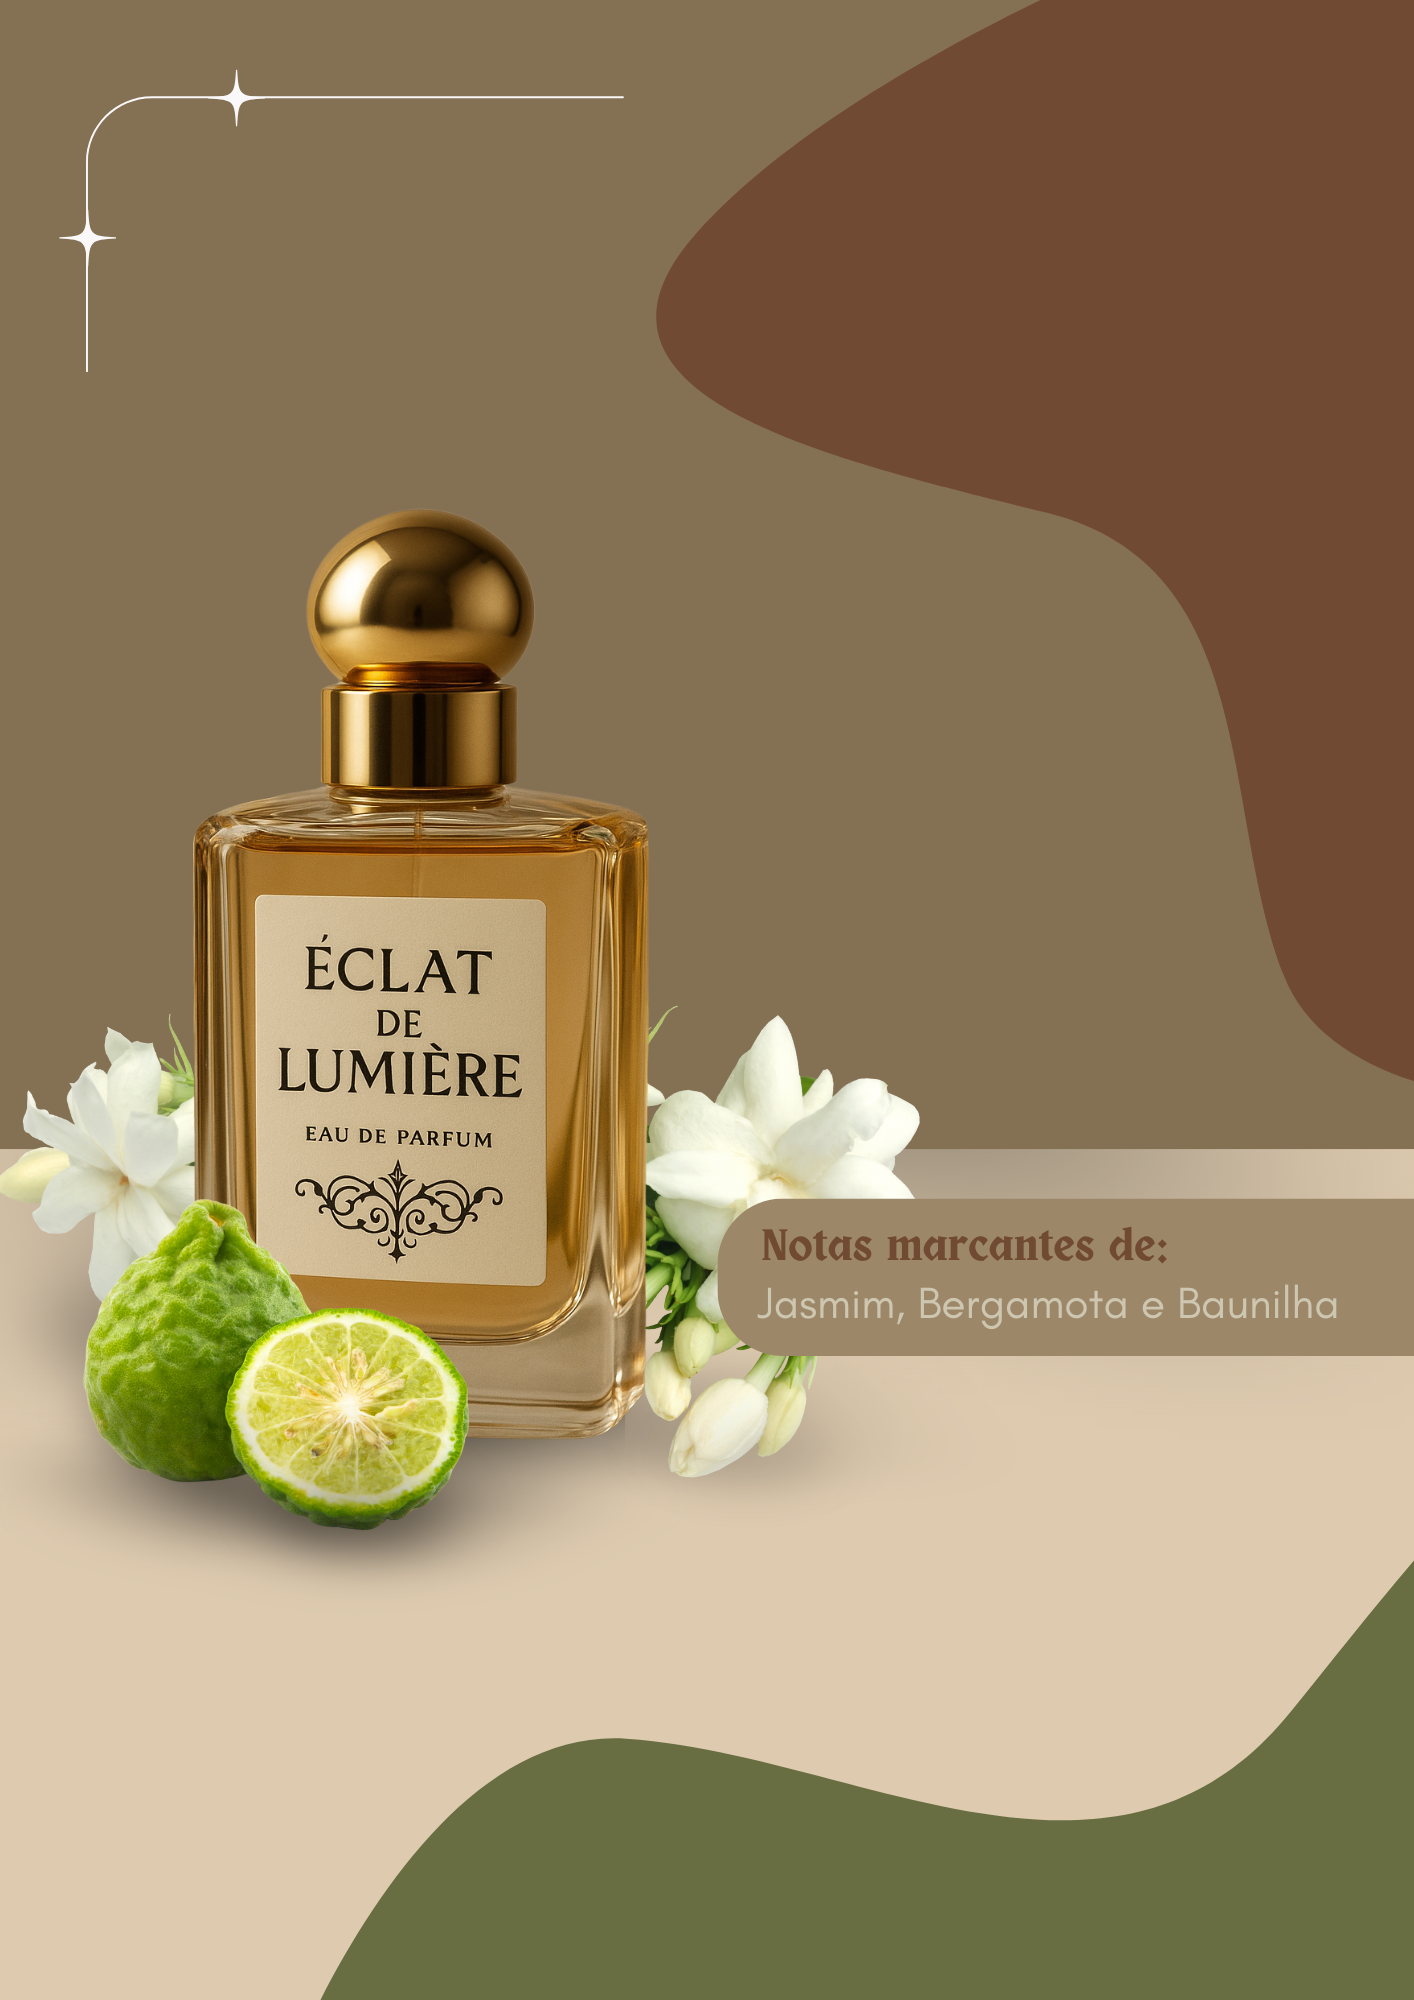 ÉCLAT
DE
LUMIÈRE
EAU DE PARFUM
Notas marcantes de:
Jasmim, Bergamota e Baunilha